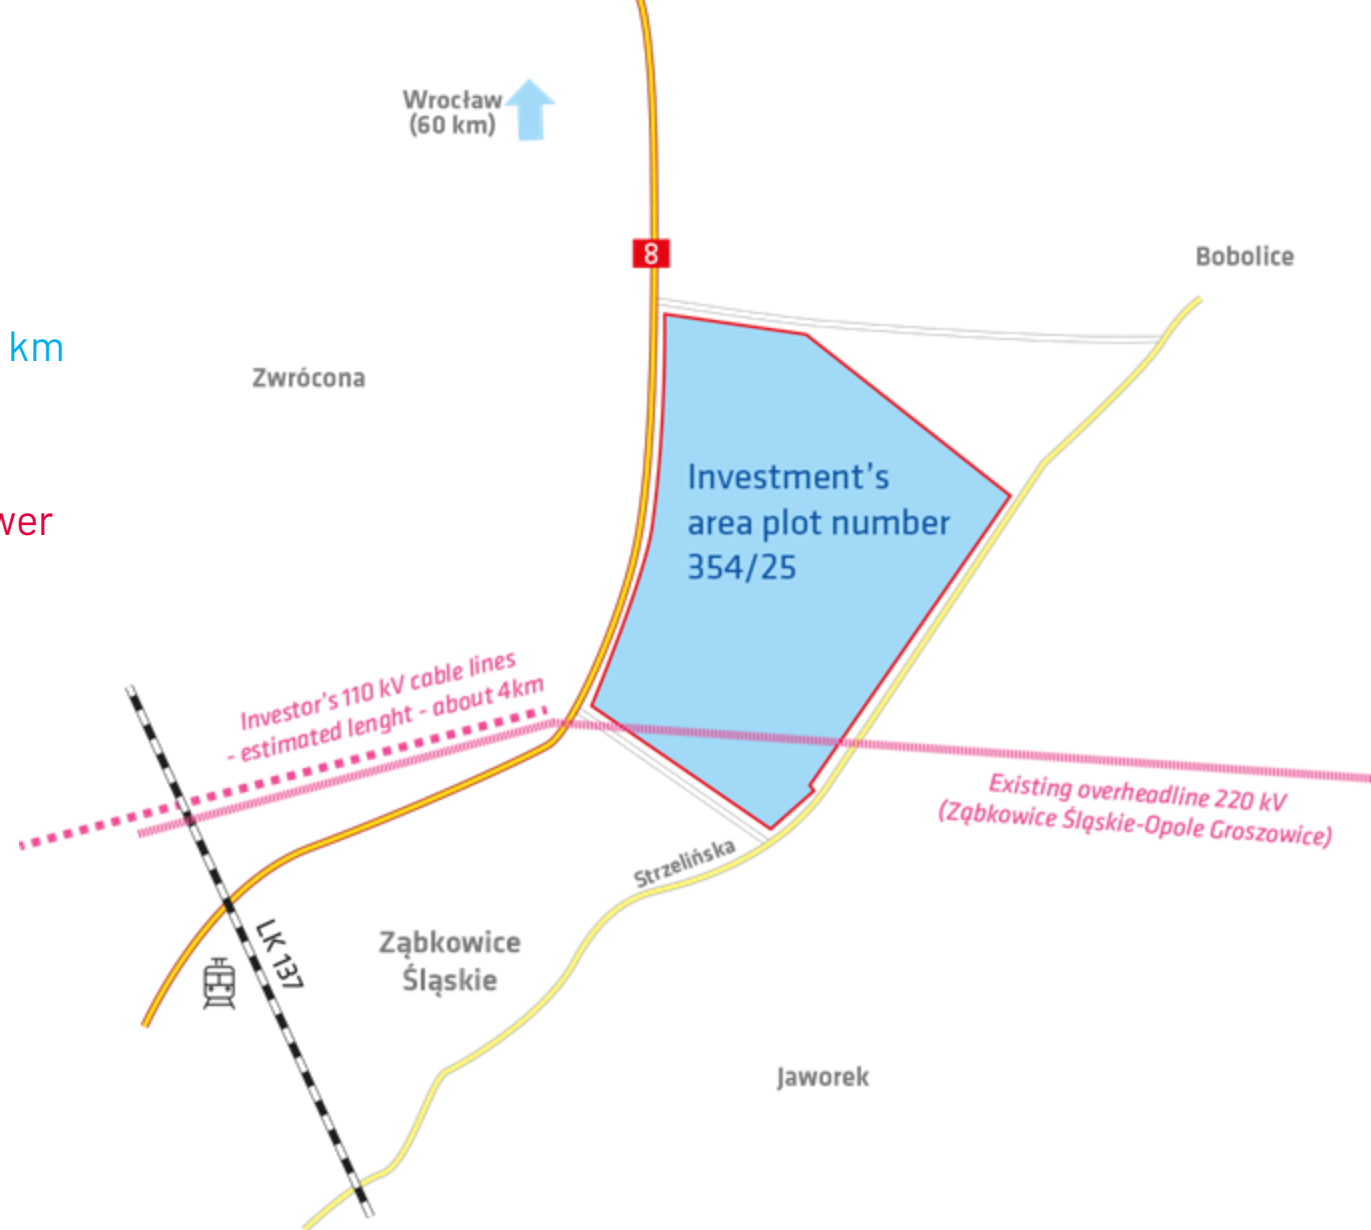 Wrocław
(60 km)
8
Bobolice
km
Zwrócona
Investment's
area plot number
354/25
wer
Investor's 110 kV cable lines
- estimated lenght - about 4km
Existing overheadline 220 kV
(Ząbkowice Śląskie-Opole Groszowice)
Strzelińska
LK 137
Ząbkowice
Śląskie
Jaworek